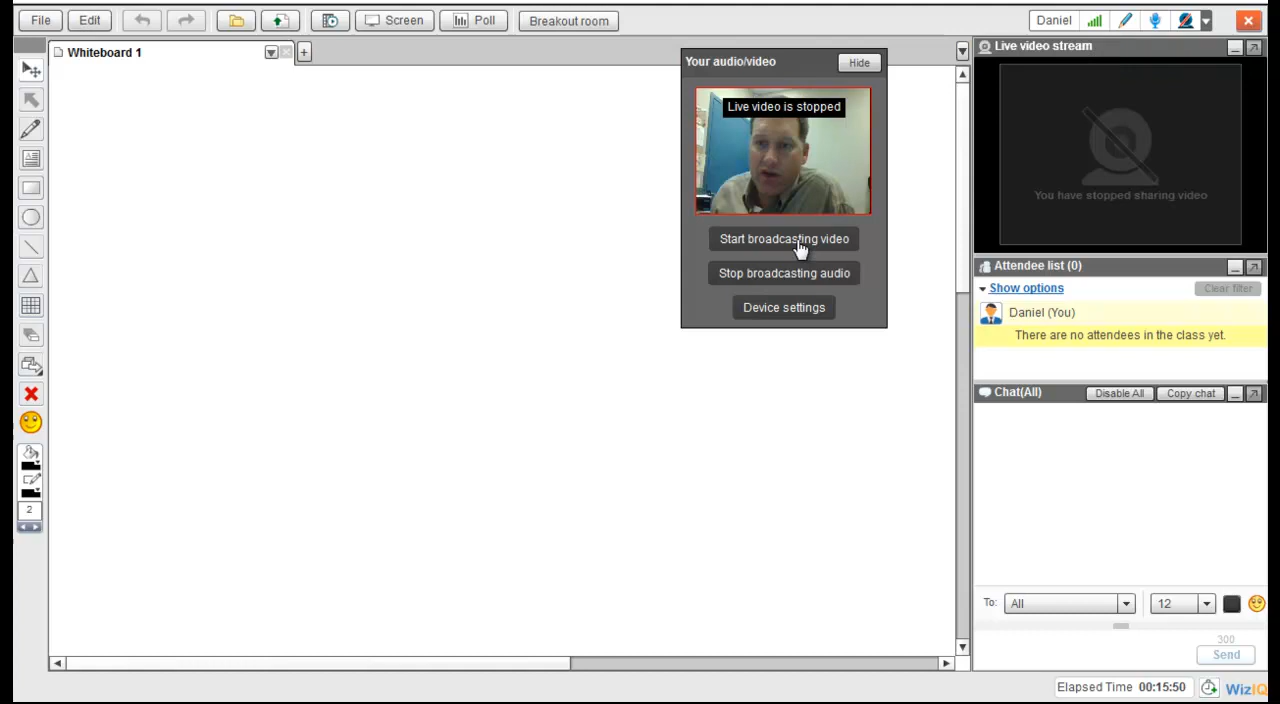 File Edit Screen Poll Breakout room Daniel
Whiteboard 1
Your audio/video Hide
Live video is stopped
Start broadcasting video
Stop broadcasting audio
Device settings
Live video stream
You have stopped sharing video
Attendee list (0)
Show options Clear filter
Daniel (You)
There are no attendees in the class yet.
Chat(All) Disable All Copy chat
2
To: All 12
300
Send
Elapsed Time 00:15:50 WizIQ